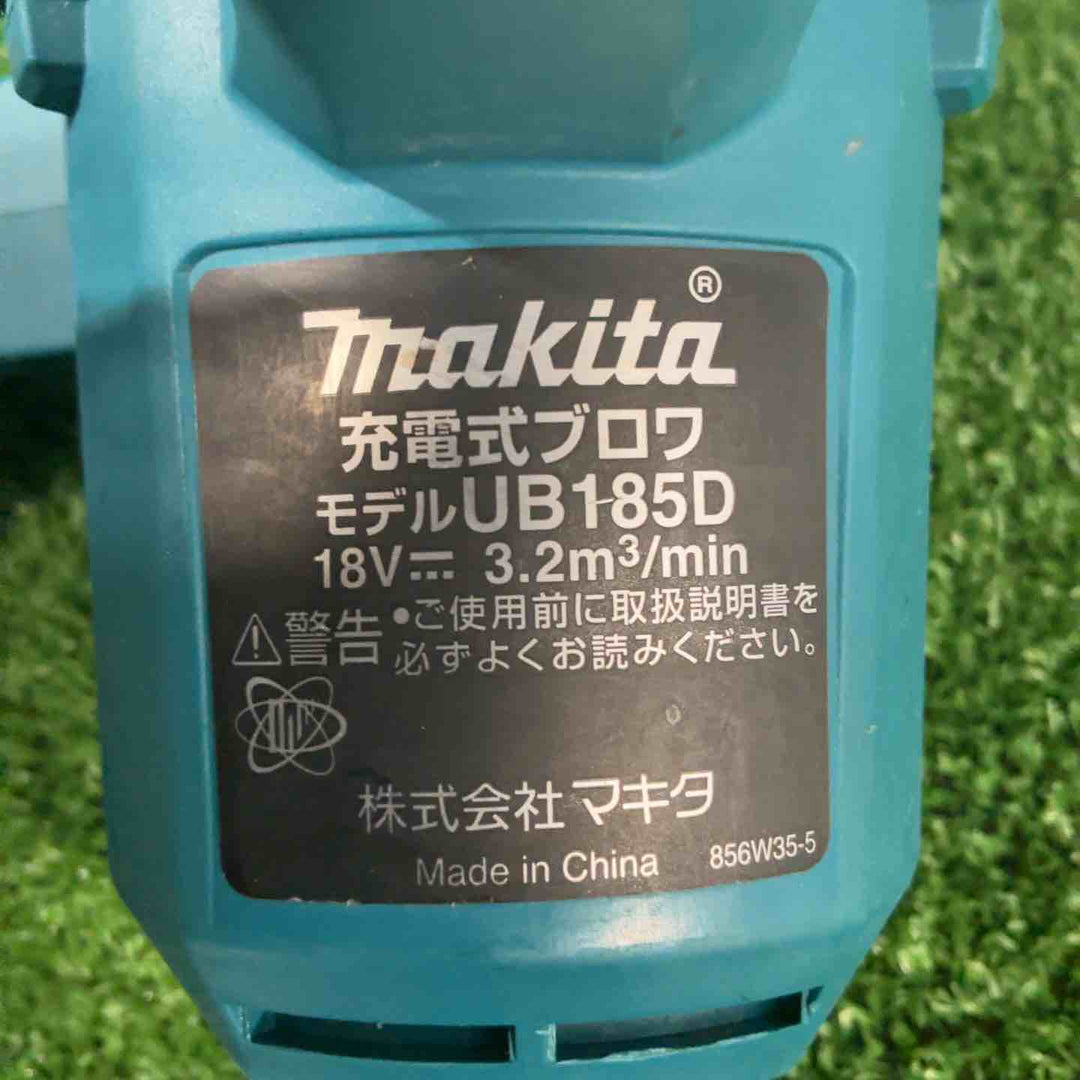 makita®
充電式ブロワ
モデルUB185D
18V⎓ 3.2m³/min
⚠警告 •ご使用前に取扱説明書を
必ずよくお読みください。
株式会社マキタ
Made in China 856W35-5